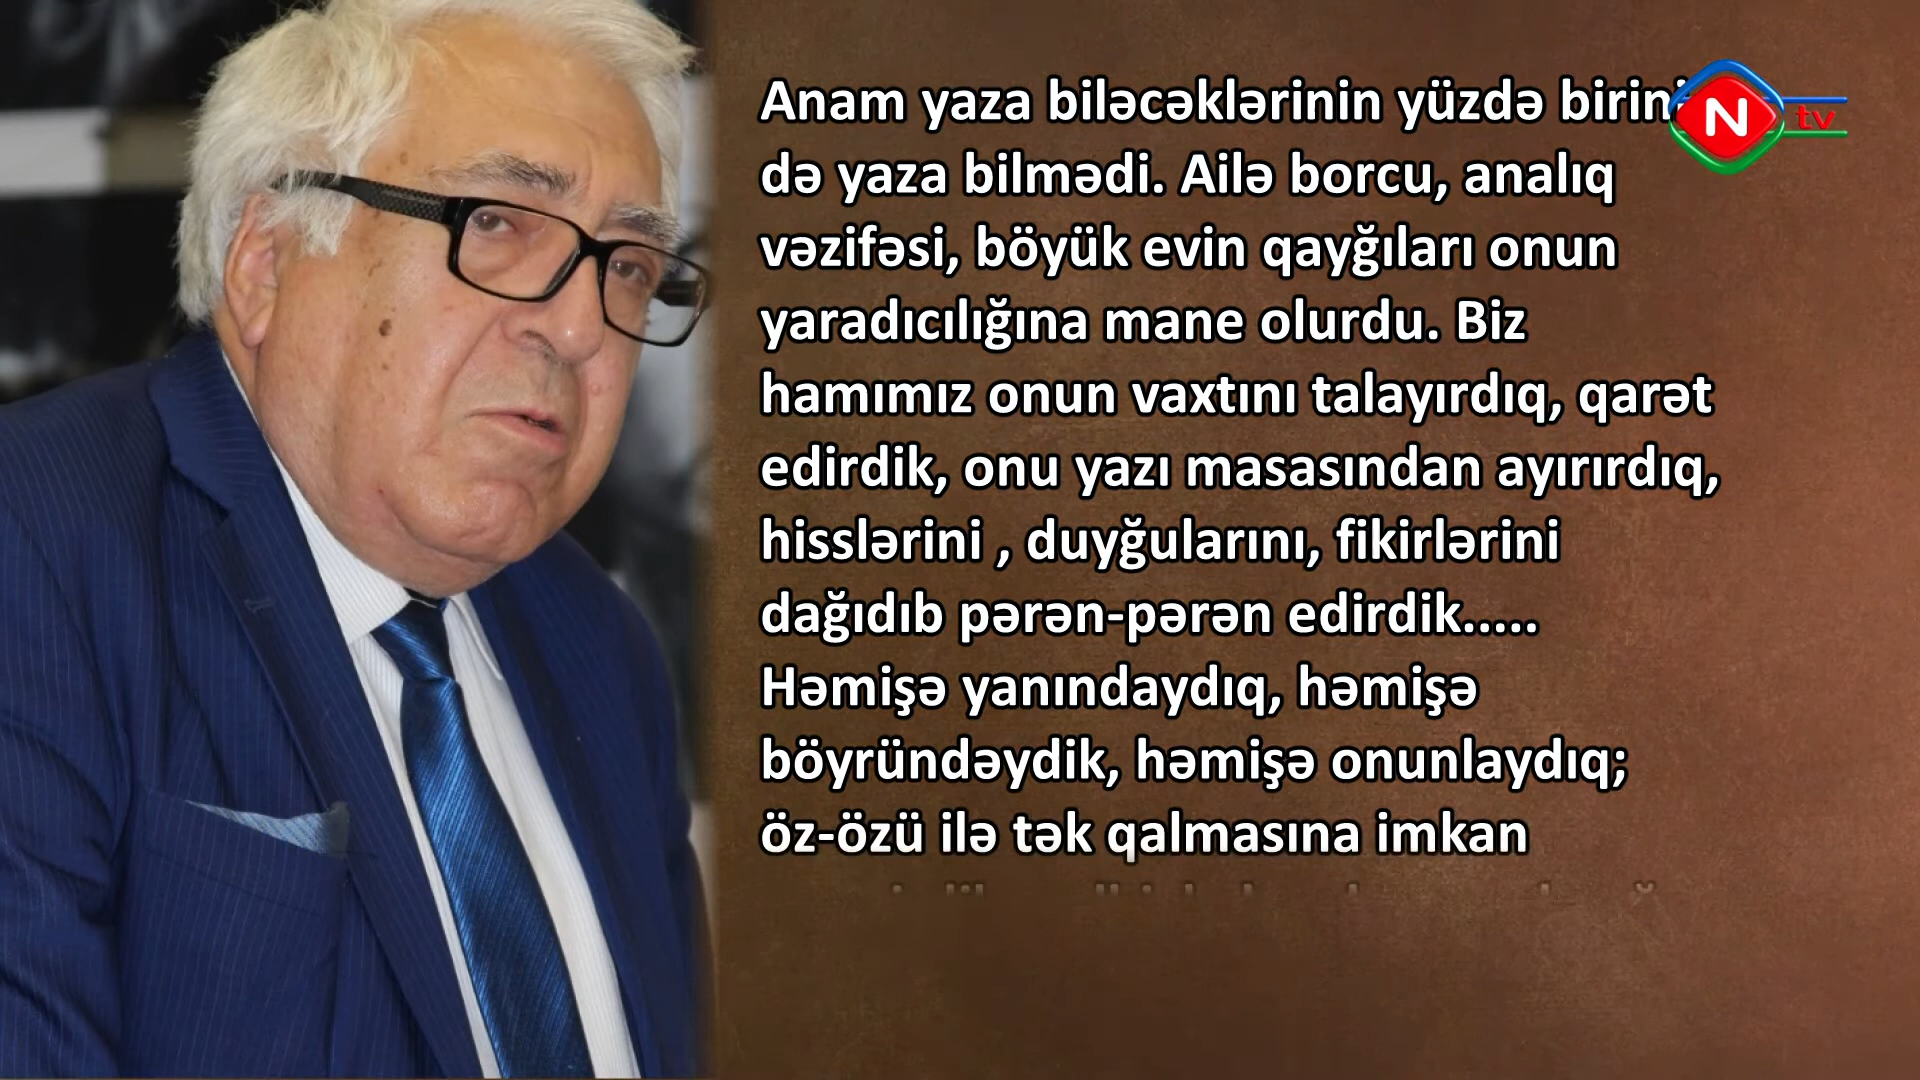 Anam yaza biləcəklərinin yüzdə birini
də yaza bilmədi. Ailə borcu, analıq
vəzifəsi, böyük evin qayğıları onun
yaradıcılığına mane olurdu. Biz
hamımız onun vaxtını talayırdıq, qarət
edirdik, onu yazı masasından ayırırdıq,
hisslərini , duyğularını, fikirlərini
dağıdıb pərən-pərən edirdik.....
Həmişə yanındaydıq, həmişə
böyründəydik, həmişə onunlaydıq;
öz-özü ilə tək qalmasına imkan
N tv